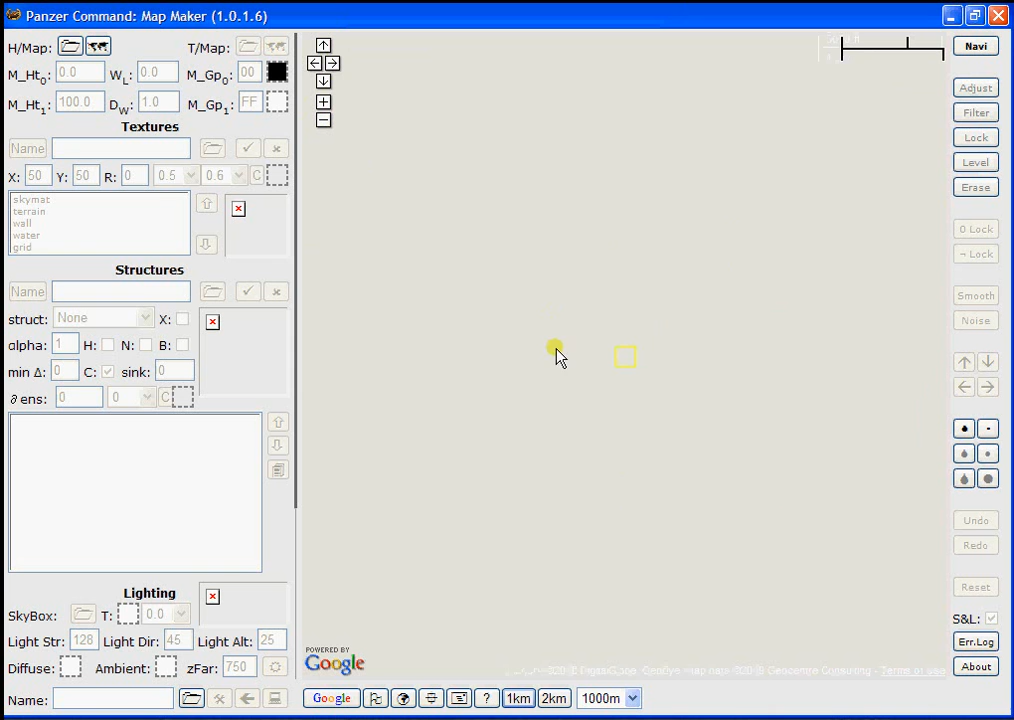 Panzer Command: Map Maker (1.0.1.6)
H/Map: T/Map: Navi
M_Ht0: 0.0 WL: 0.0 M_Gp0: 00
M_Ht1: 100.0 DW: 1.0 M_Gp1: FF
Textures
Name
X: 50 Y: 50 R: 0 0.5 0.6 C
skymat
terrain
wall
water
grid
Structures
Name
struct: None X:
alpha: 1 H: N: B:
min Δ: 0 C: sink: 0
∂ ens: 0 0 C
Lighting
SkyBox: T: 0.0
Light Str: 128 Light Dir: 45 Light Alt: 25
Diffuse: Ambient: zFar: 750
Name:
POWERED BY
Google
Terms of use
Google ? 1km 2km 1000m
Adjust
Filter
Lock
Level
Erase
0 Lock
¬ Lock
Smooth
Noise
Undo
Redo
Reset
S&L:
Err.Log
About